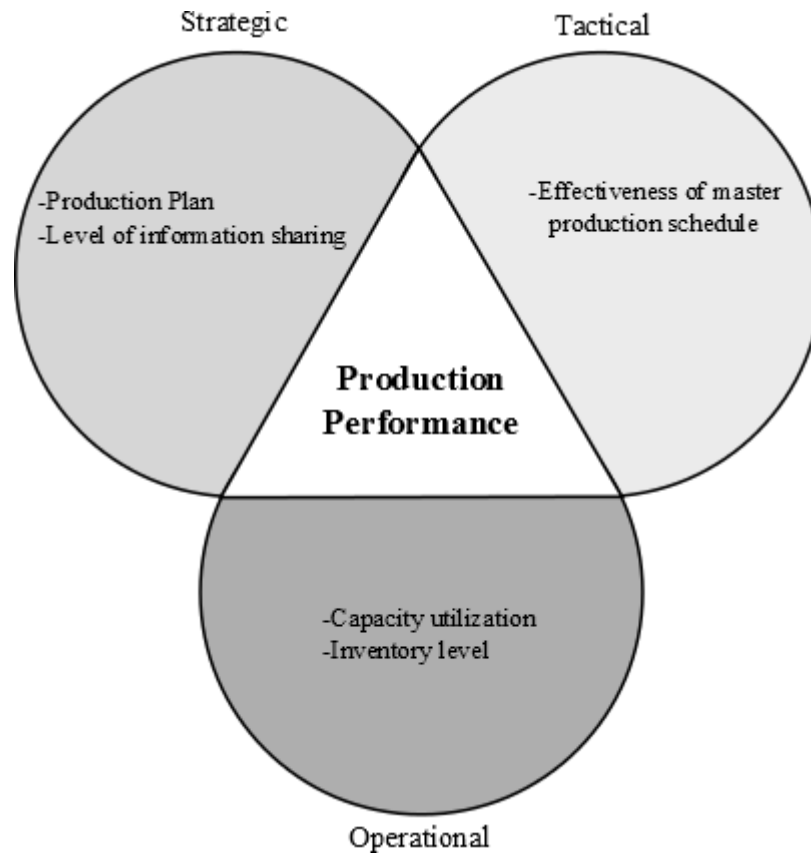 Strategic
Tactical
-Production Plan
-Level of information sharing
-Effectiveness of master
production schedule
Production
Performance
-Capacity utilization
-Inventory level
Operational